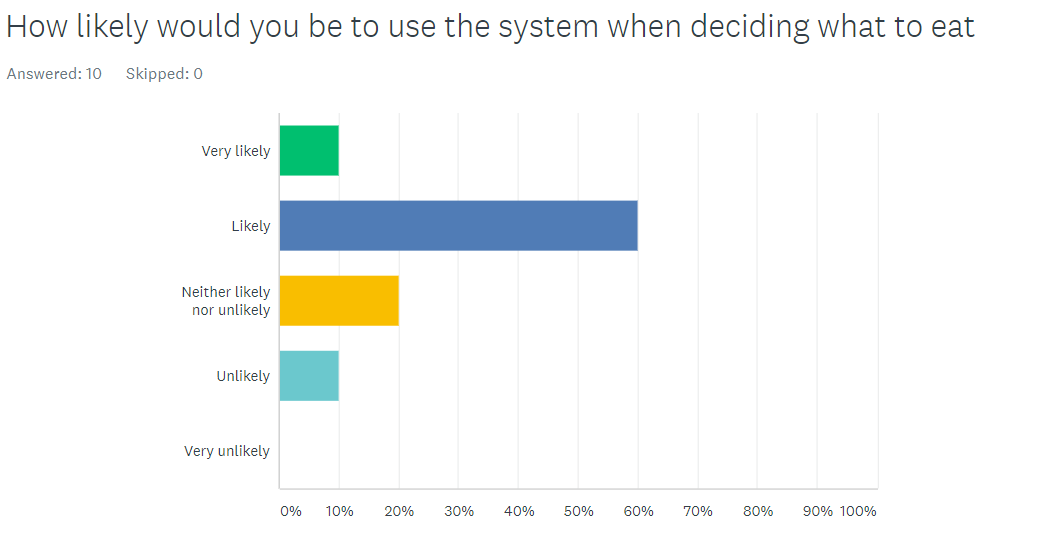 How likely would you be to use the system when deciding what to eat
Answered: 10 Skipped: 0
Very likely
Likely
Neither likely
nor unlikely
Unlikely
Very unlikely
0% 10% 20% 30% 40% 50% 60% 70% 80% 90% 100%